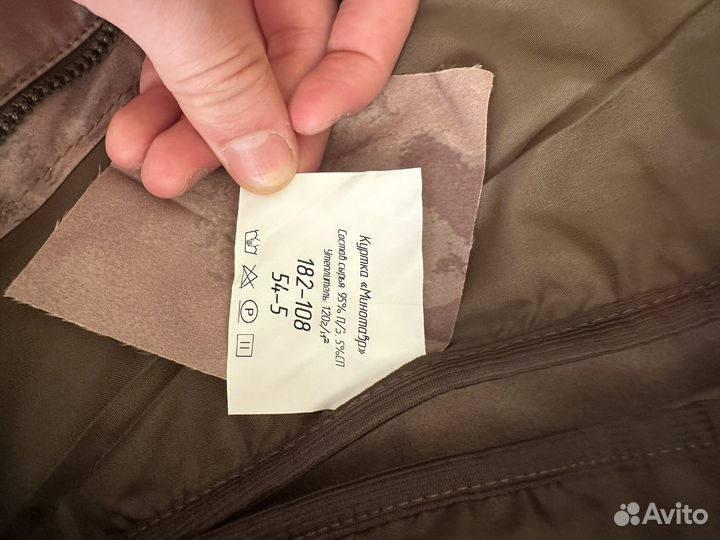 Куртка «Минотавр»
Состав сырья 95% П/Э, 5%СП
Утеплитель: 120г/м²
182-108
54-5
P
Avito